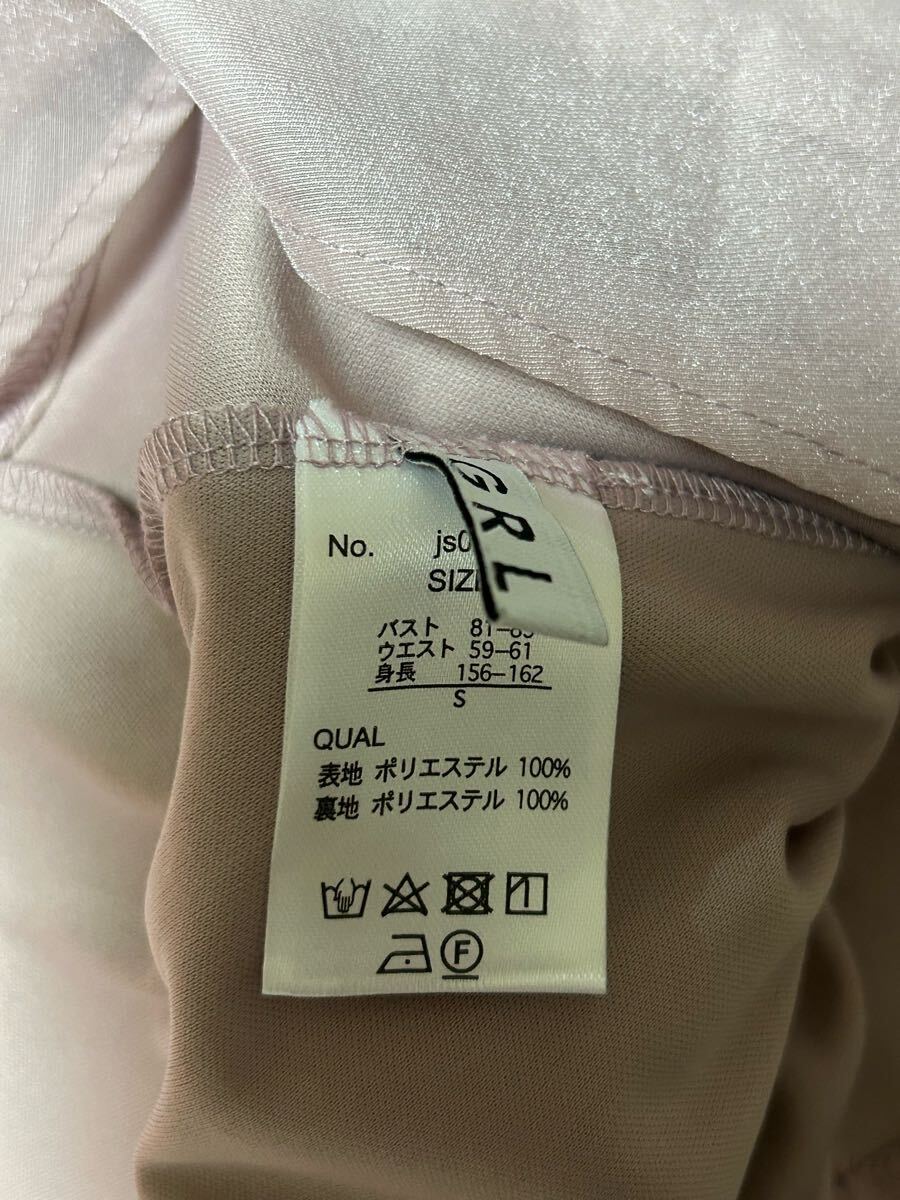 GRL
No. js0
SIZE
バスト 81–85
ウエスト 59–61
身長 156–162
S
QUAL
表地 ポリエステル 100%
裏地 ポリエステル 100%
F